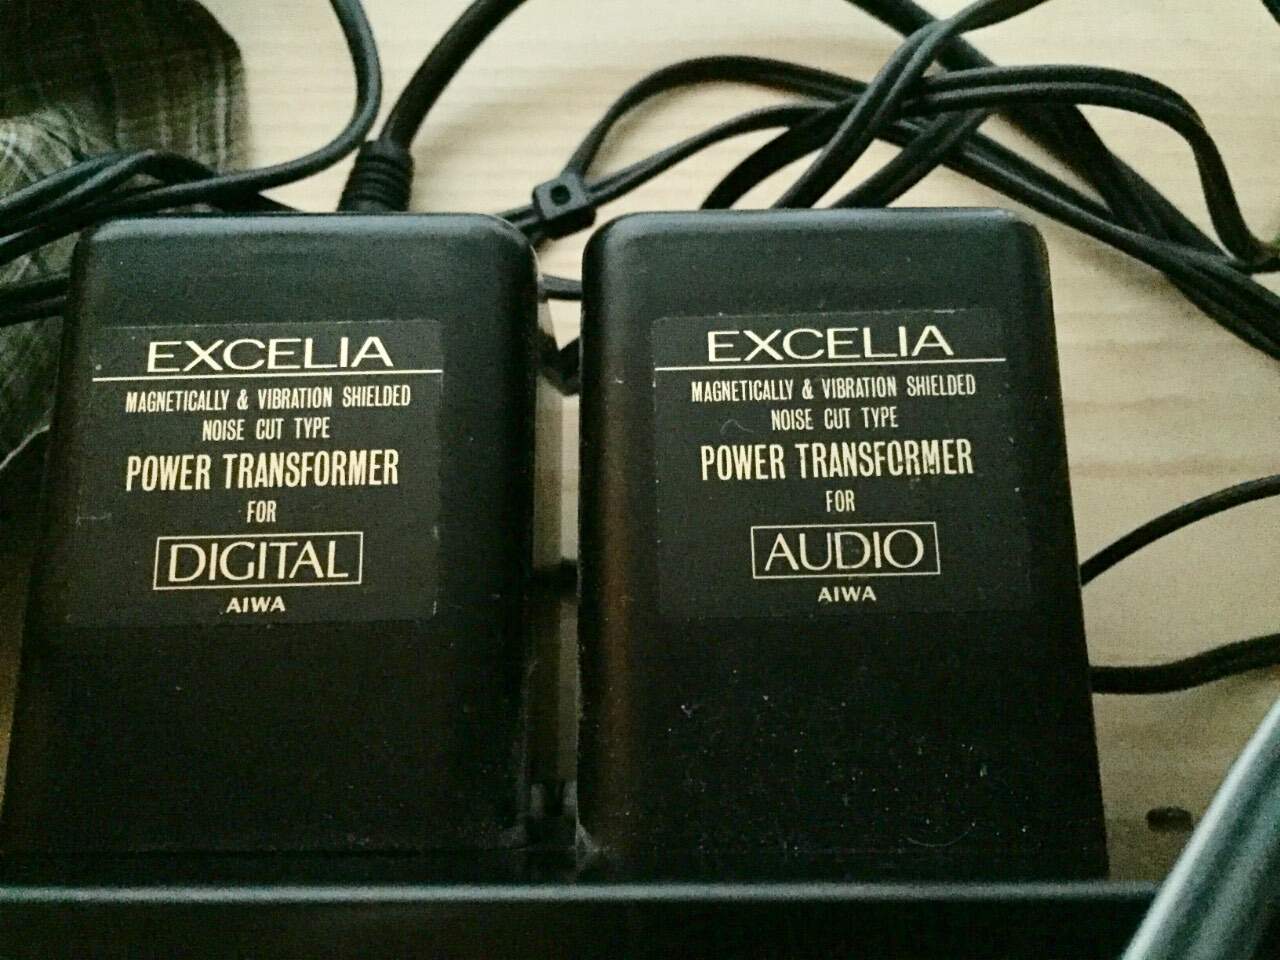 EXCELIA
MAGNETICALLY & VIBRATION SHIELDED
NOISE CUT TYPE
POWER TRANSFORMER
FOR
DIGITAL
AIWA
EXCELIA
MAGNETICALLY & VIBRATION SHIELDED
NOISE CUT TYPE
POWER TRANSFORMER
FOR
AUDIO
AIWA